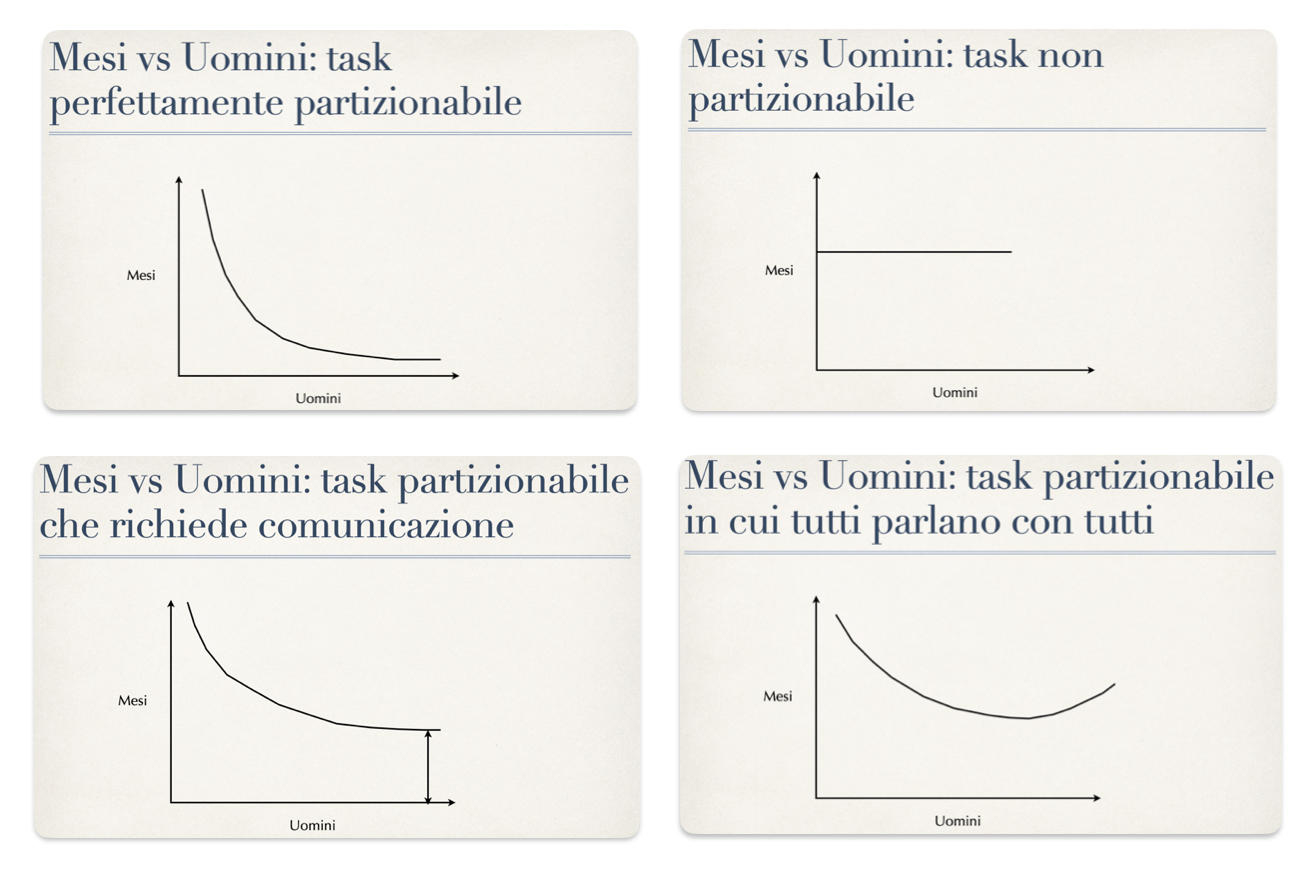 Mesi vs Uomini: task
perfettamente partizionabile
Mesi
Uomini
Mesi vs Uomini: task non
partizionabile
Mesi
Uomini
Mesi vs Uomini: task partizionabile
che richiede comunicazione
Mesi
Uomini
Mesi vs Uomini: task partizionabile
in cui tutti parlano con tutti
Mesi
Uomini